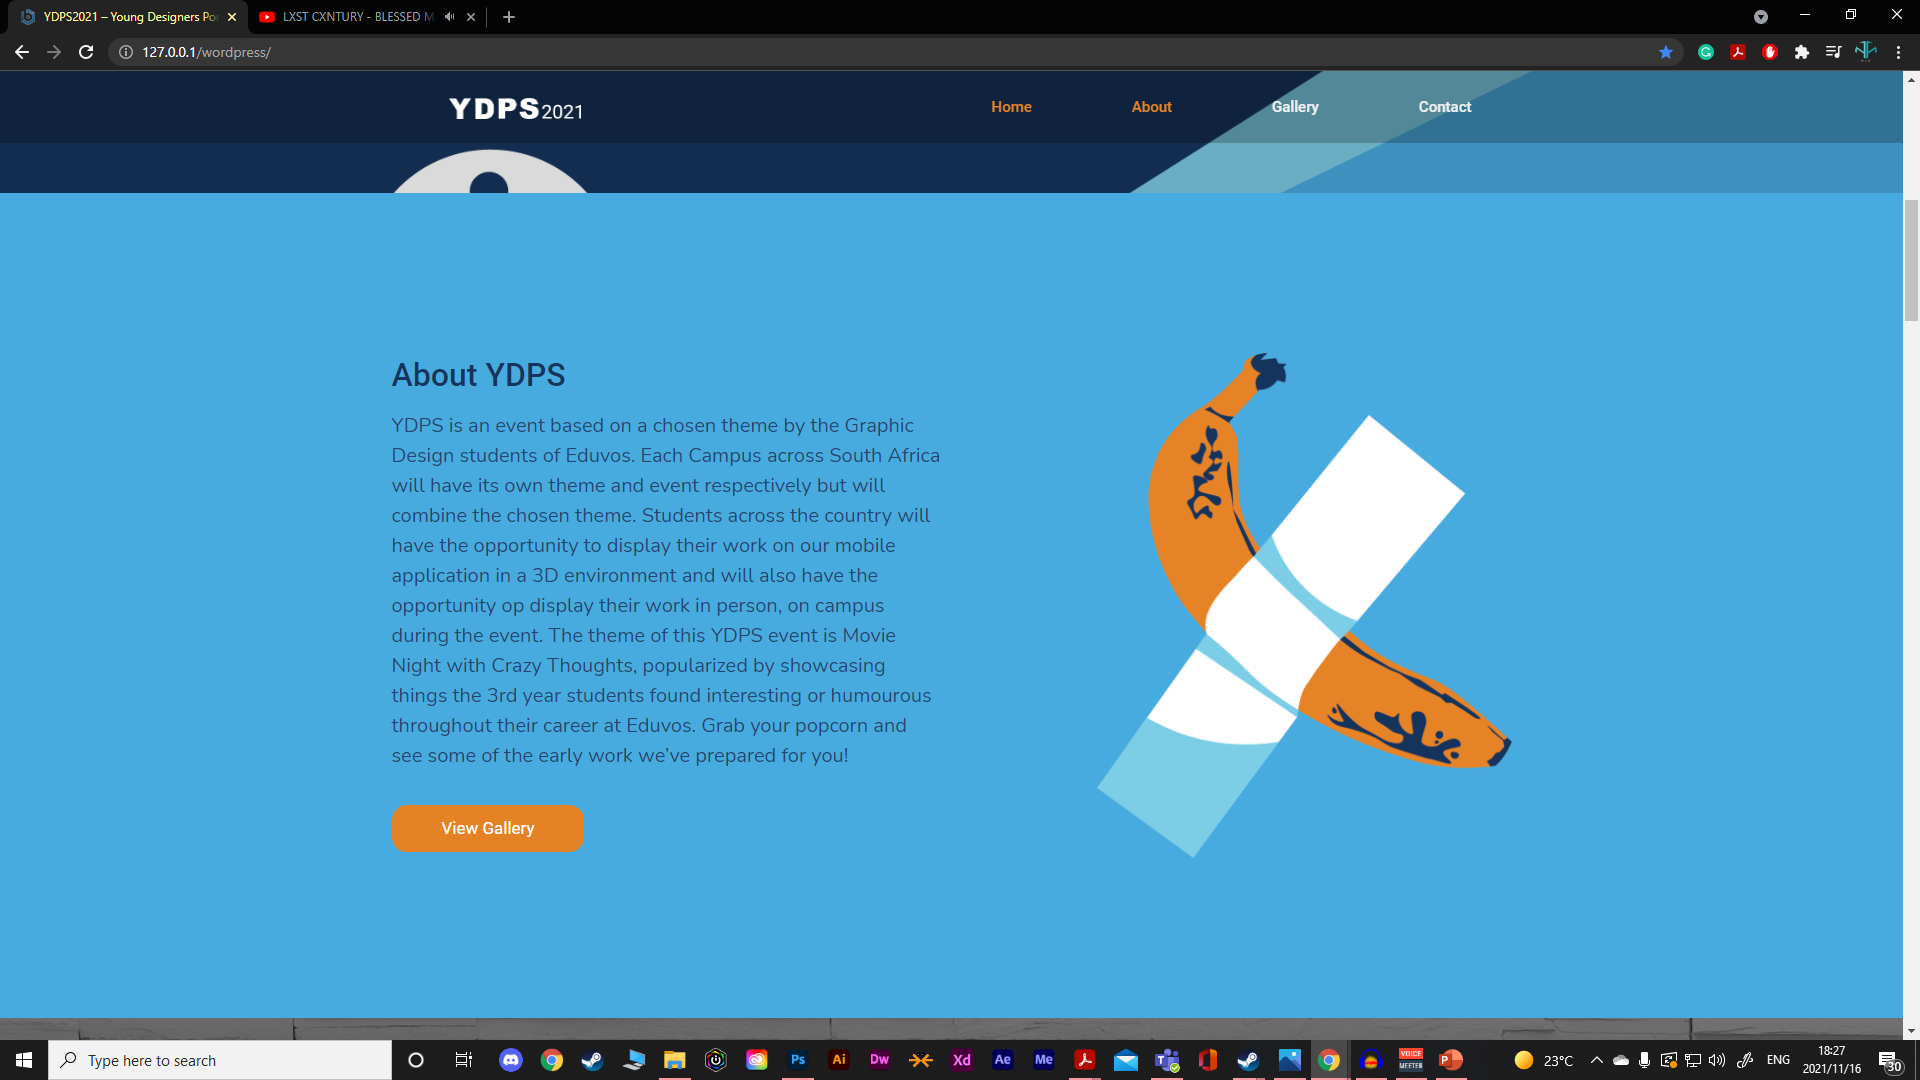 YDPS2021 – Young Designers Po
LXST CXNTURY - BLESSED M
127.0.0.1/wordpress/
YDPS2021
Home
About
Gallery
Contact
About YDPS
YDPS is an event based on a chosen theme by the Graphic
Design students of Eduvos. Each Campus across South Africa
will have its own theme and event respectively but will
combine the chosen theme. Students across the country will
have the opportunity to display their work on our mobile
application in a 3D environment and will also have the
opportunity op display their work in person, on campus
during the event. The theme of this YDPS event is Movie
Night with Crazy Thoughts, popularized by showcasing
things the 3rd year students found interesting or humourous
throughout their career at Eduvos. Grab your popcorn and
see some of the early work we've prepared for you!
View Gallery
Type here to search
Ps
Ai
Dw
Xd
Ae
Me
VOICE
MEETER
23°C
ENG
18:27
2021/11/16
30